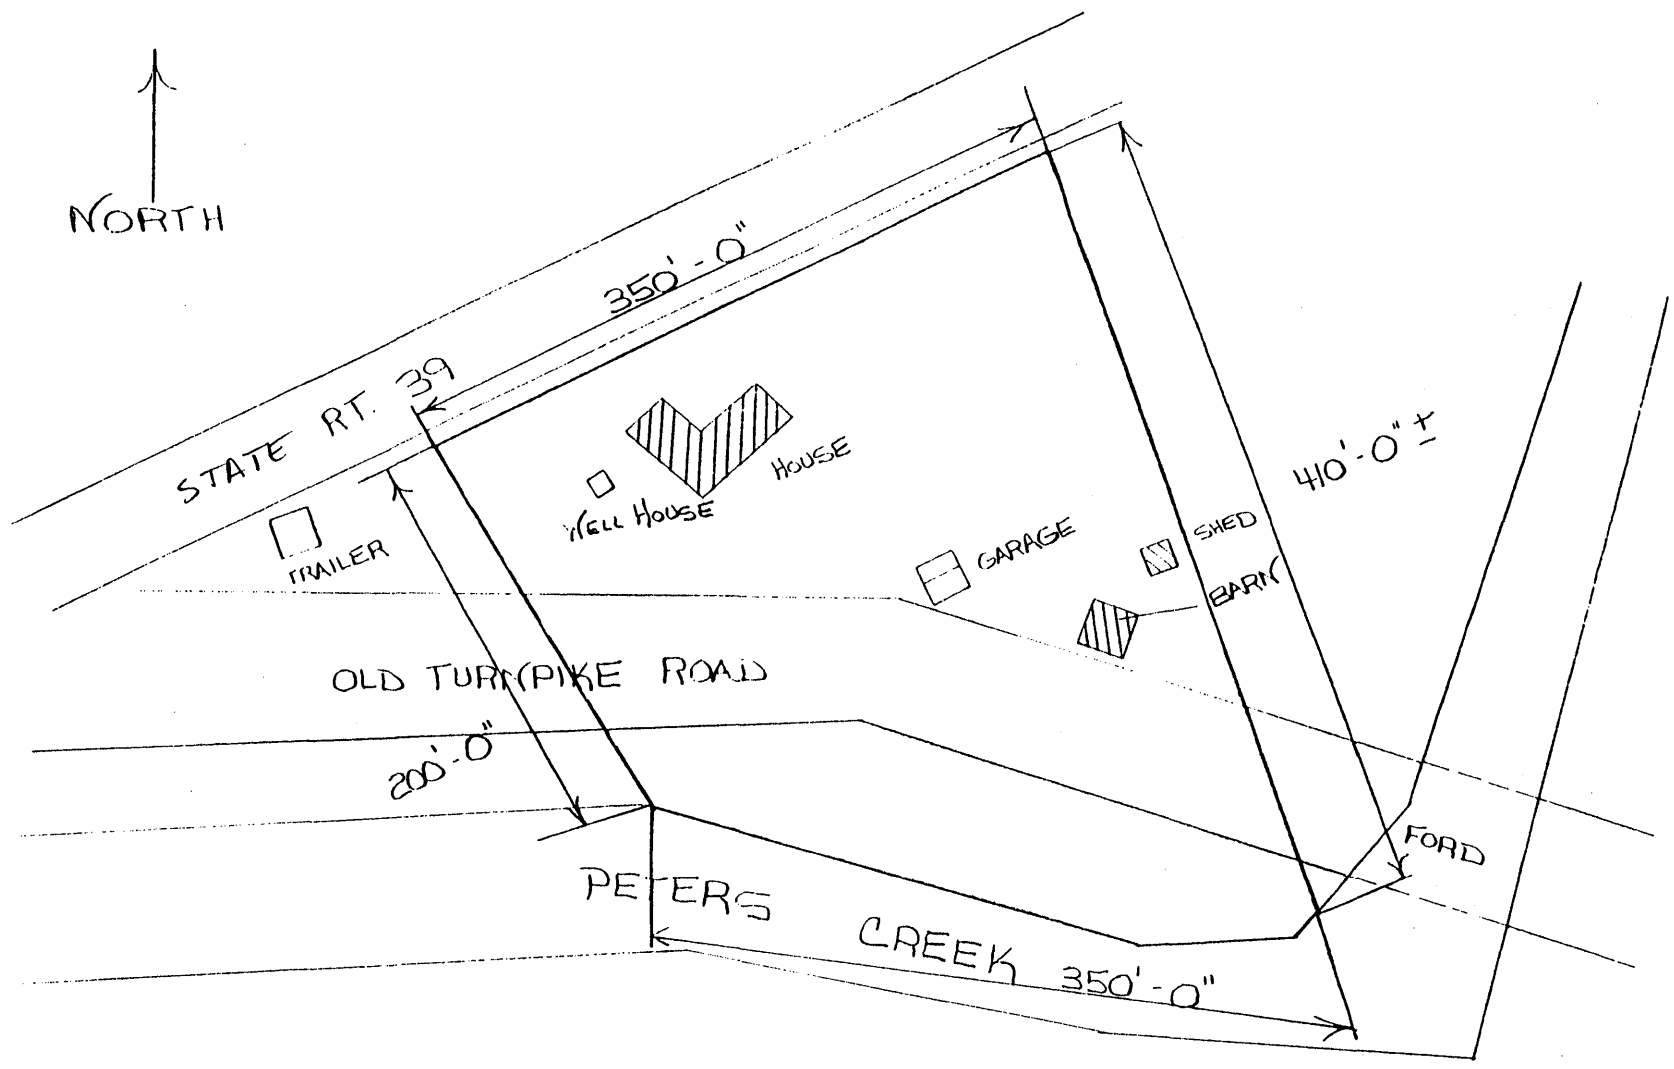 NORTH
350'-0"
STATE RT. 39
410'-0" ±
HOUSE
WELL HOUSE
TRAILER
GARAGE
SHED
BARN
OLD TURNPIKE ROAD
200'-0"
FORD
PETERS CREEK
350'-0"